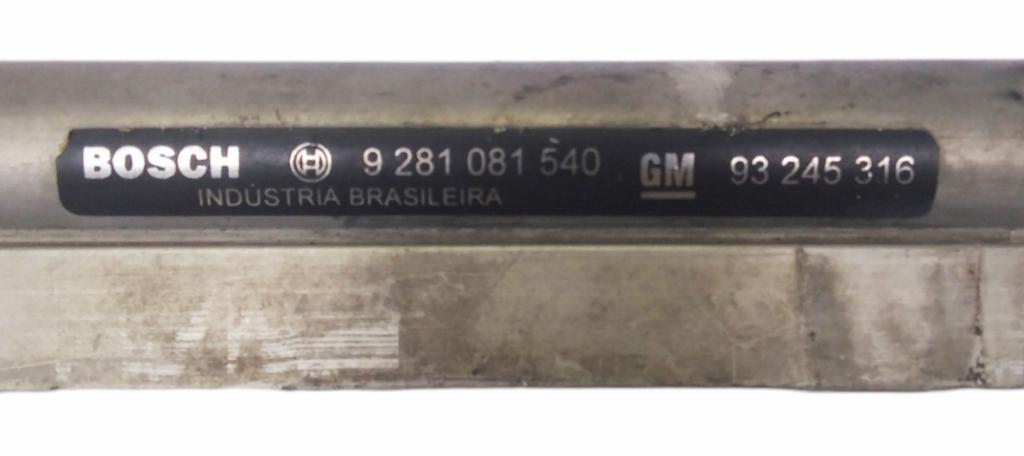 BOSCH 9 281 081 540 GM 93 245 316
INDÚSTRIA BRASILEIRA